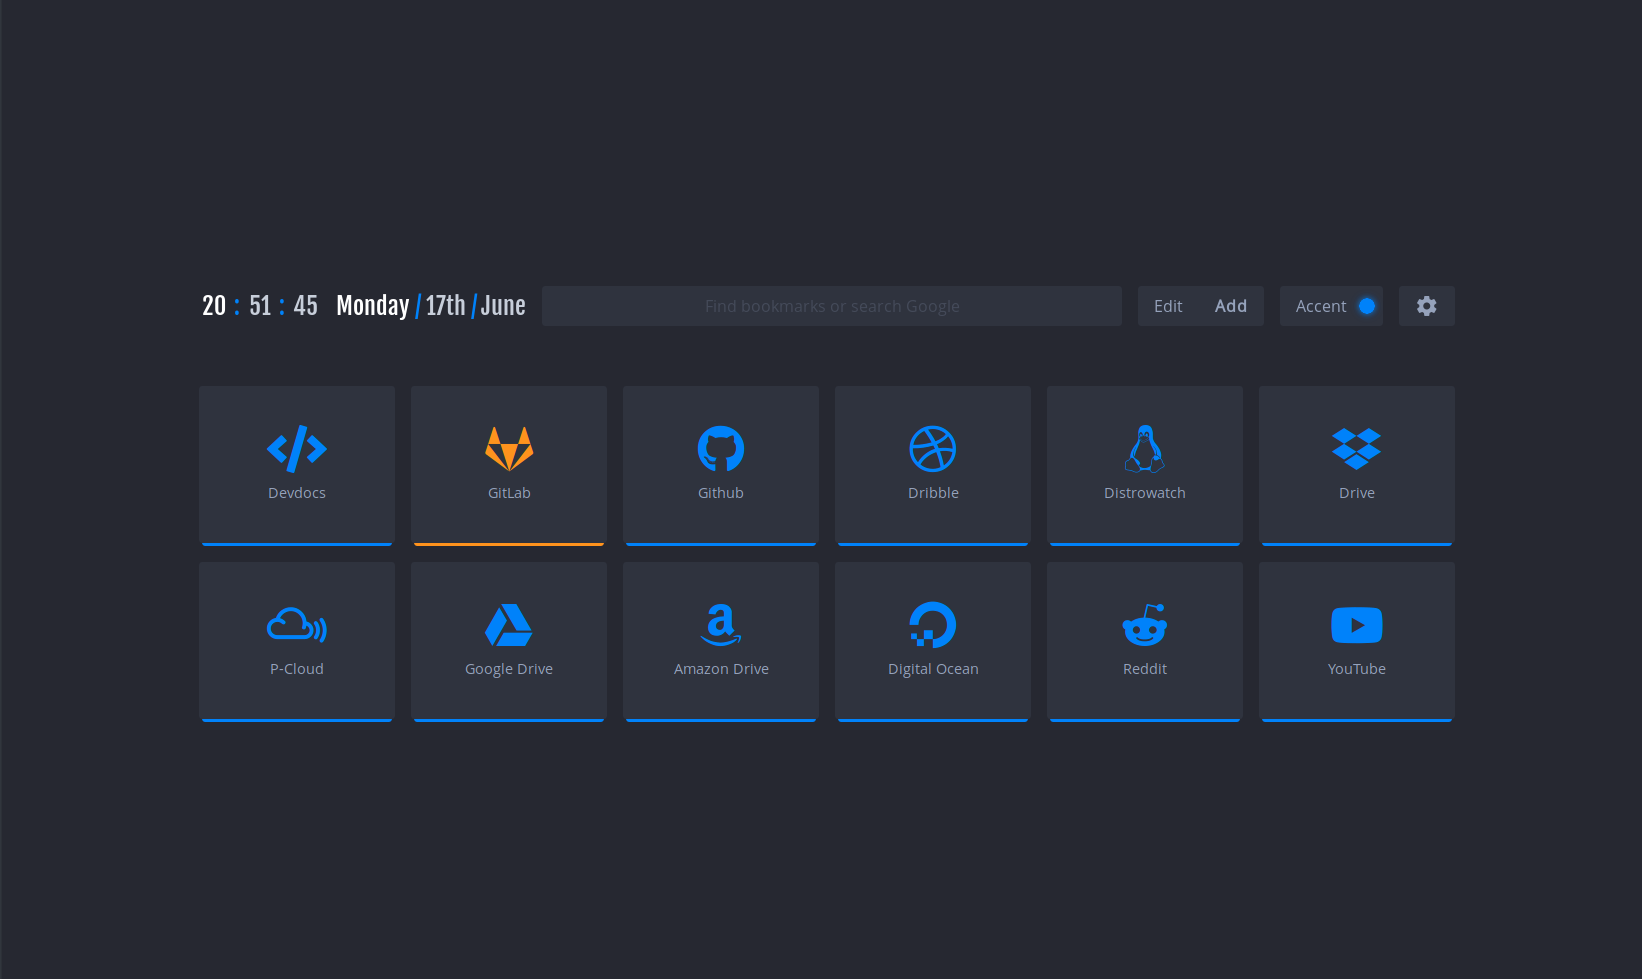 20 : 51 : 45 Monday / 17th / June Find bookmarks or search Google Edit Add Accent
Devdocs GitLab Github Dribble Distrowatch Drive
P-Cloud Google Drive Amazon Drive Digital Ocean Reddit YouTube